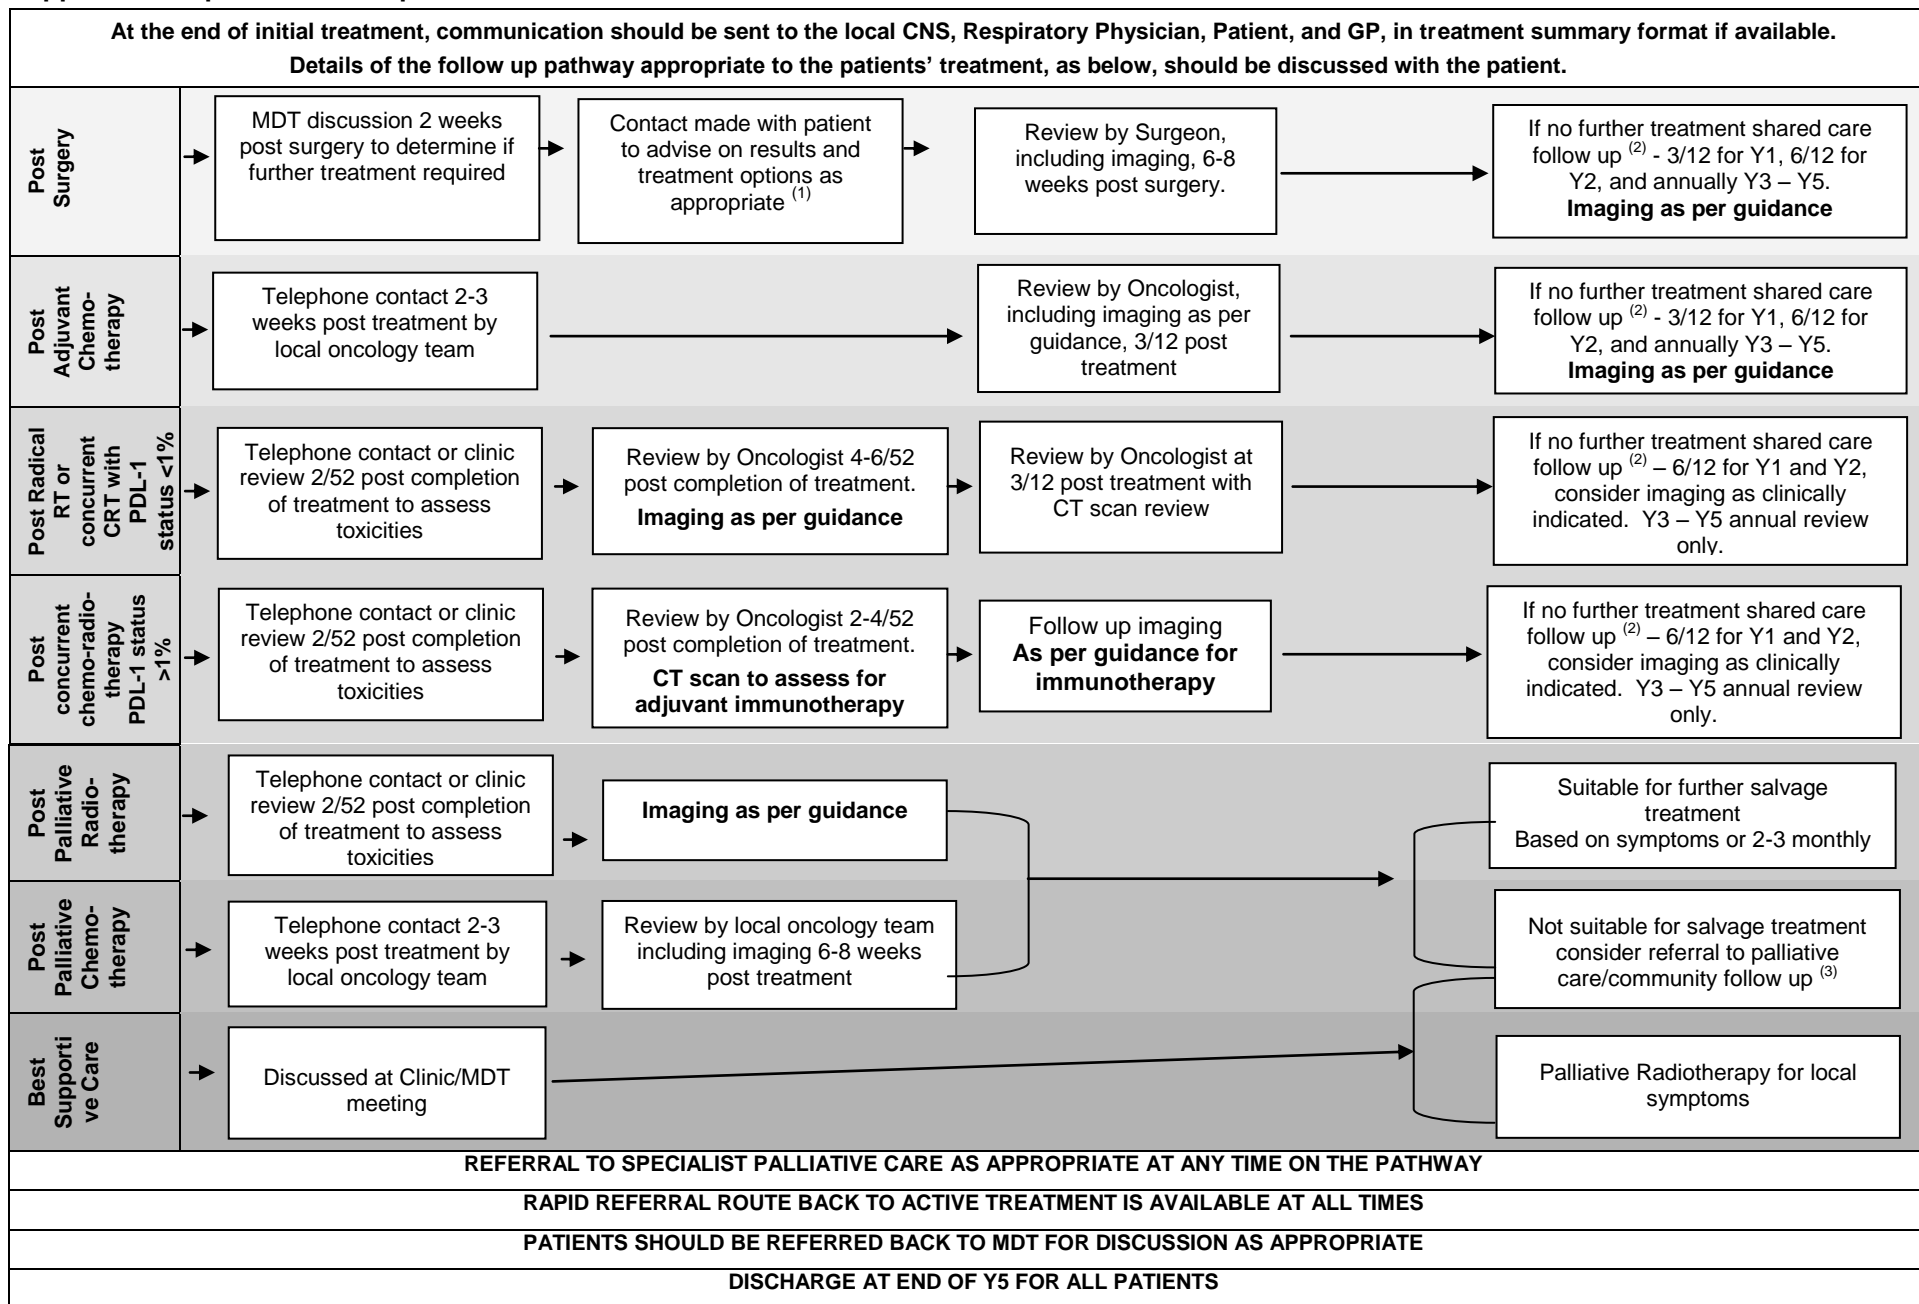 At the end of initial treatment, communication should be sent to the local CNS, Respiratory Physician, Patient, and GP, in treatment summary format if available.
Details of the follow up pathway appropriate to the patients' treatment, as below, should be discussed with the patient.
Post
Surgery
MDT discussion 2 weeks
post surgery to determine if
further treatment required
Contact made with patient
to advise on results and
treatment options as
appropriate (1)
Review by Surgeon,
including imaging, 6-8
weeks post surgery.
If no further treatment shared care
follow up (2) - 3/12 for Y1, 6/12 for
Y2, and annually Y3 – Y5.
Imaging as per guidance
Post
Adjuvant
Chemo-
therapy
Telephone contact 2-3
weeks post treatment by
local oncology team
Review by Oncologist,
including imaging as per
guidance, 3/12 post
treatment
If no further treatment shared care
follow up (2) - 3/12 for Y1, 6/12 for
Y2, and annually Y3 – Y5.
Imaging as per guidance
Post Radical
RT or
concurrent
CRT with
PDL-1
status <1%
Telephone contact or clinic
review 2/52 post completion
of treatment to assess
toxicities
Review by Oncologist 4-6/52
post completion of treatment.
Imaging as per guidance
Review by Oncologist at
3/12 post treatment with
CT scan review
If no further treatment shared care
follow up (2) – 6/12 for Y1 and Y2,
consider imaging as clinically
indicated. Y3 – Y5 annual review
only.
Post
concurrent
chemo-radio-
therapy
PDL-1 status
>1%
Telephone contact or clinic
review 2/52 post completion
of treatment to assess
toxicities
Review by Oncologist 2-4/52
post completion of treatment.
CT scan to assess for
adjuvant immunotherapy
Follow up imaging
As per guidance for
immunotherapy
If no further treatment shared care
follow up (2) – 6/12 for Y1 and Y2,
consider imaging as clinically
indicated. Y3 – Y5 annual review
only.
Post
Palliative
Radio-
therapy
Telephone contact or clinic
review 2/52 post completion
of treatment to assess
toxicities
Imaging as per guidance
Suitable for further salvage
treatment
Based on symptoms or 2-3 monthly
Post
Palliative
Chemo-
therapy
Telephone contact 2-3
weeks post treatment by
local oncology team
Review by local oncology team
including imaging 6-8 weeks
post treatment
Not suitable for salvage treatment
consider referral to palliative
care/community follow up (3)
Best
Supporti
ve Care
Discussed at Clinic/MDT
meeting
Palliative Radiotherapy for local
symptoms
REFERRAL TO SPECIALIST PALLIATIVE CARE AS APPROPRIATE AT ANY TIME ON THE PATHWAY
RAPID REFERRAL ROUTE BACK TO ACTIVE TREATMENT IS AVAILABLE AT ALL TIMES
PATIENTS SHOULD BE REFERRED BACK TO MDT FOR DISCUSSION AS APPROPRIATE
DISCHARGE AT END OF Y5 FOR ALL PATIENTS